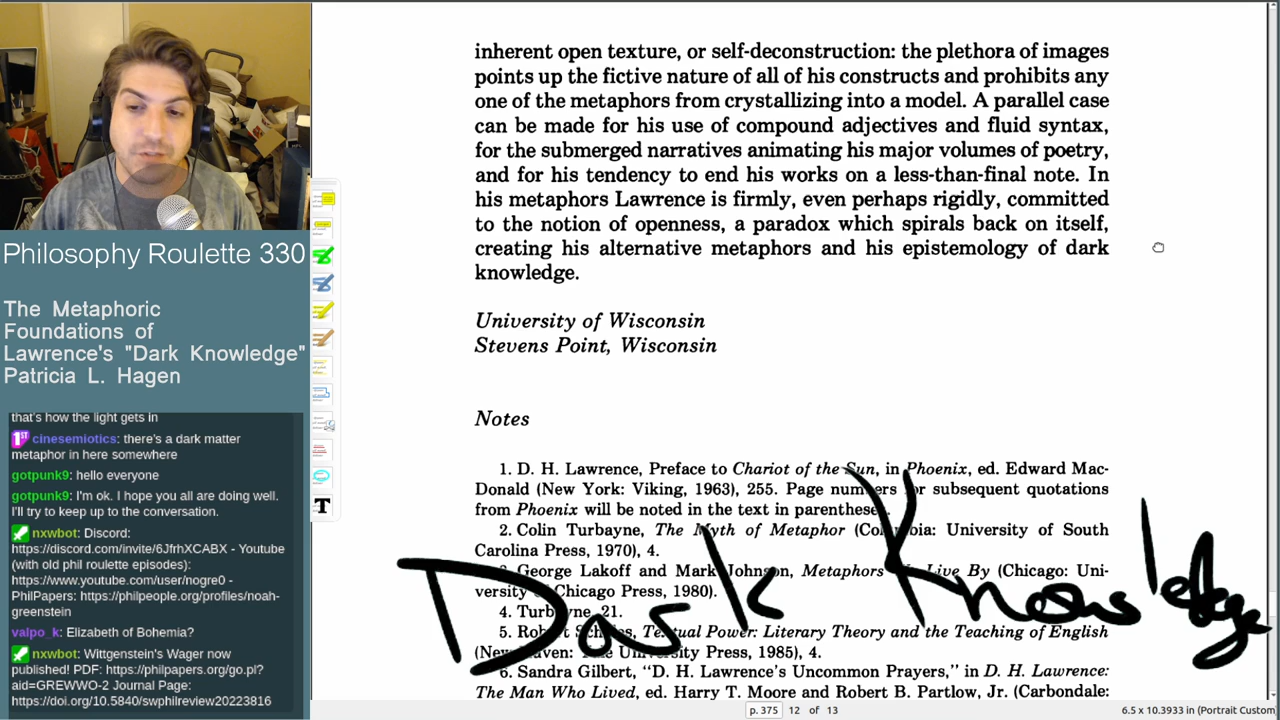 inherent open texture, or self-deconstruction: the plethora of images
points up the fictive nature of all of his constructs and prohibits any
one of the metaphors from crystallizing into a model. A parallel case
can be made for his use of compound adjectives and fluid syntax,
for the submerged narratives animating his major volumes of poetry,
and for his tendency to end his works on a less-than-final note. In
his metaphors Lawrence is firmly, even perhaps rigidly, committed
to the notion of openness, a paradox which spirals back on itself,
creating his alternative metaphors and his epistemology of dark
knowledge.
University of Wisconsin
Stevens Point, Wisconsin
Notes
1. D. H. Lawrence, Preface to Chariot of the Sun, in Phoenix, ed. Edward Mac-
Donald (New York: Viking, 1963), 255. Page numbers for subsequent quotations
from Phoenix will be noted in the text in parentheses.
2. Colin Turbayne, The Myth of Metaphor (Columbia: University of South
Carolina Press, 1970), 4.
3. George Lakoff and Mark Johnson, Metaphors We Live By (Chicago: Uni-
versity of Chicago Press, 1980).
4. Turbayne, 21.
5. Robert Scholes, Textual Power: Literary Theory and the Teaching of English
(New Haven: Yale University Press, 1985), 4.
6. Sandra Gilbert, "D. H. Lawrence's Uncommon Prayers," in D. H. Lawrence:
The Man Who Lived, ed. Harry T. Moore and Robert B. Partlow, Jr. (Carbondale:
Dark Knowledge
Philosophy Roulette 330
The Metaphoric
Foundations of
Lawrence's "Dark Knowledge"
Patricia L. Hagen
that's how the light gets in
1ST cinesemiotics: there's a dark matter
metaphor in here somewhere
gotpunk9: hello everyone
gotpunk9: I'm ok. I hope you all are doing well.
I'll try to keep up to the conversation.
nxwbot: Discord:
https://discord.com/invite/6JfrhXCABX - Youtube
(with old phil roulette episodes):
https://www.youtube.com/user/nogre0 -
PhilPapers: https://philpeople.org/profiles/noah-
greenstein
valpo_k: Elizabeth of Bohemia?
nxwbot: Wittgenstein's Wager now
published! PDF: https://philpapers.org/go.pl?
aid=GREWWO-2 Journal Page:
https://doi.org/10.5840/swphilreview20223816
T
p. 375 12 of 13
6.5 x 10.3933 in (Portrait Custom